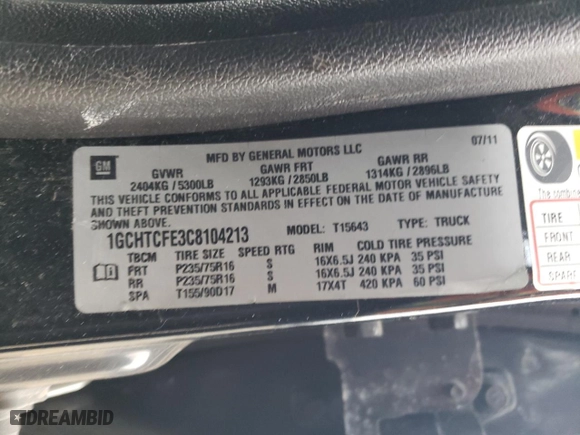 GM
MFD BY GENERAL MOTORS LLC
07/11
GVWR GAWR FRT GAWR RR
2404KG / 5300LB 1293KG / 2850LB 1314KG / 2896LB
THIS VEHICLE CONFORMS TO ALL APPLICABLE FEDERAL MOTOR VEHICLE
SAFETY STANDARDS IN EFFECT ON THE DATE OF MANUFACTURE
SHOWN ABOVE.
1GCHTCFE3C8104213 MODEL: T15643 TYPE: TRUCK
TBCM TIRE SIZE SPEED RTG RIM COLD TIRE PRESSURE
FRT P235/75R16 S 16X6.5J 240 KPA 35 PSI
RR P235/75R16 S 16X6.5J 240 KPA 35 PSI
SPA T155/90D17 M 17X4T 420 KPA 60 PSI
TIRE
FRONT
REAR
SPARE
DREAMBID